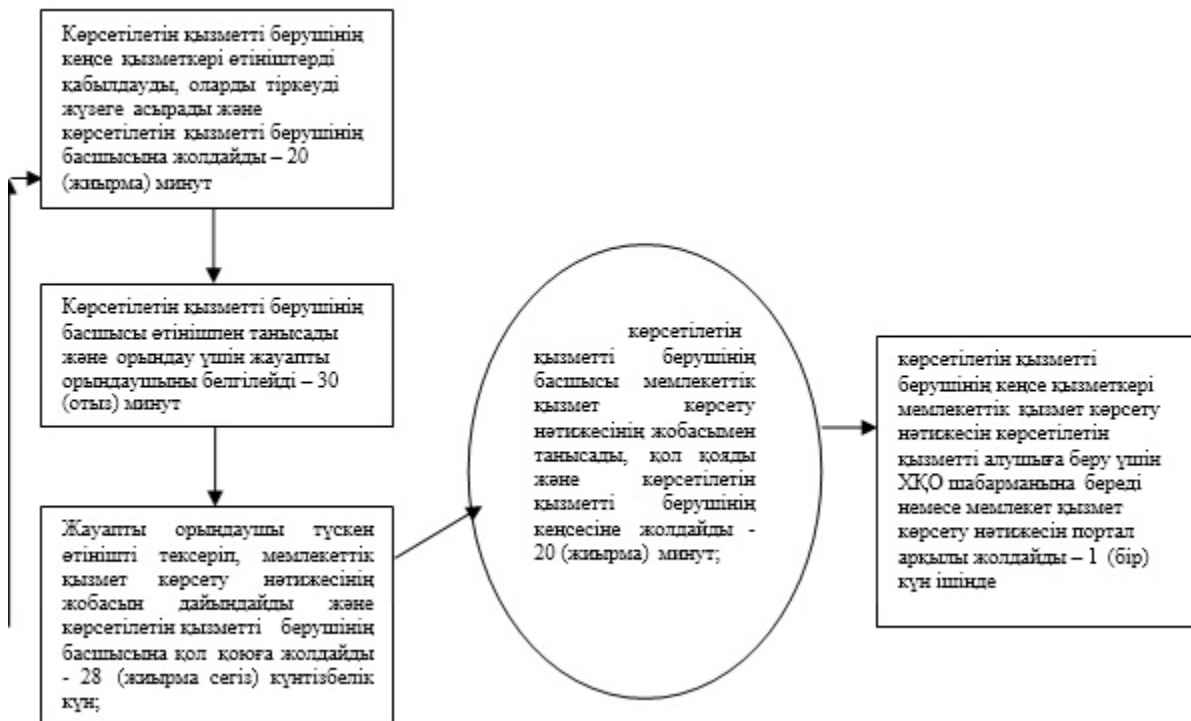 Көрсетілетін қызметті берушінің
кеңсе қызметкері өтініштерді
қабылдауды, оларды тіркеуді
жүзеге асырады және
көрсетілетін қызметті берушінің
басшысына жолдайды – 20
(жиырма) минут
Көрсетілетін қызметті берушінің
басшысы өтінішпен танысады
және орындау үшін жауапты
орындаушыны белгілейді – 30
(отыз) минут
Жауапты орындаушы түскен
өтінішті тексеріп, мемлекеттік
қызмет көрсету нәтижесінің
жобасын дайындайды және
көрсетілетін қызметті берушінің
басшысына қол қоюға жолдайды
- 28 (жиырма сегіз) күнтізбелік
күн;
көрсетілетін
қызметті берушінің
басшысы мемлекеттік
қызмет көрсету
нәтижесінің жобасымен
танысады, қол қояды
және көрсетілетін
қызметті берушінің
кеңсесіне жолдайды -
20 (жиырма) минут;
көрсетілетін қызметті
берушінің кеңсе қызметкері
мемлекеттік қызмет көрсету
нәтижесін көрсетілетін
қызметті алушыға беру үшін
ХҚО шабарманына береді
немесе мемлекет қызмет
көрсету нәтижесін портал
арқылы жолдайды – 1 (бір)
күн ішінде